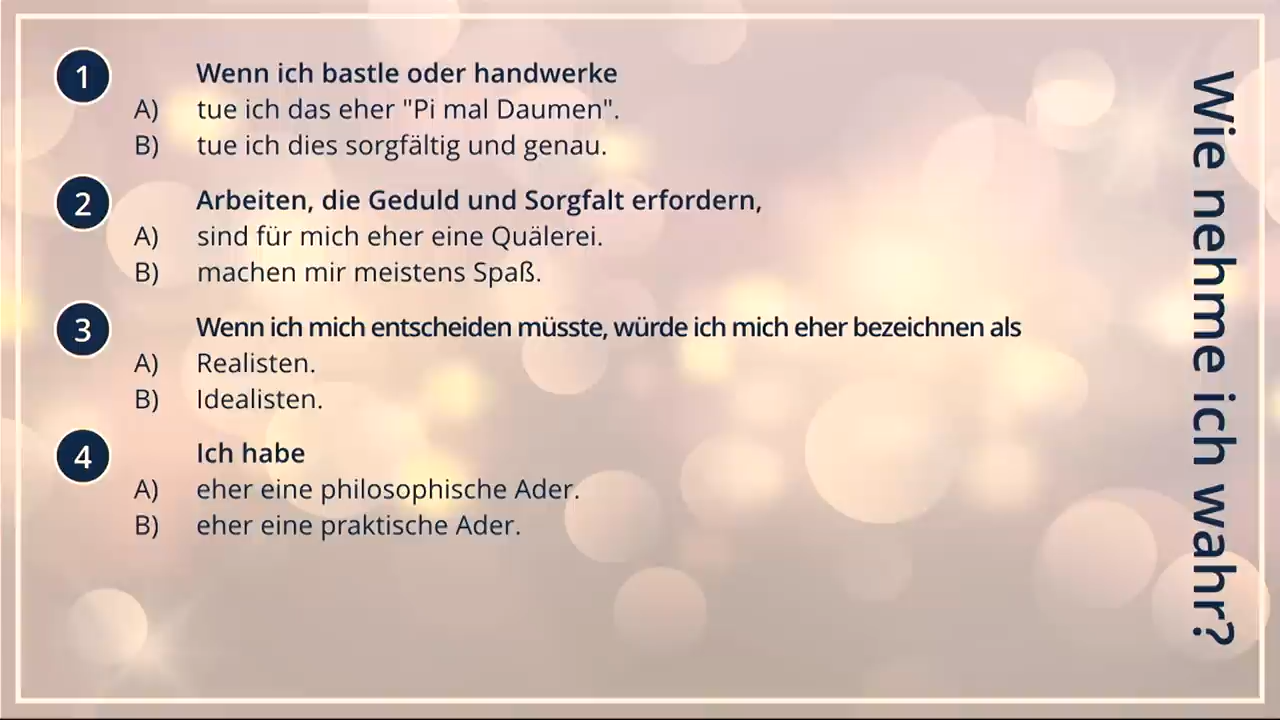 1 Wenn ich bastle oder handwerke
A) tue ich das eher "Pi mal Daumen".
B) tue ich dies sorgfältig und genau.
2 Arbeiten, die Geduld und Sorgfalt erfordern,
A) sind für mich eher eine Quälerei.
B) machen mir meistens Spaß.
3 Wenn ich mich entscheiden müsste, würde ich mich eher bezeichnen als
A) Realisten.
B) Idealisten.
4 Ich habe
A) eher eine philosophische Ader.
B) eher eine praktische Ader.
Wie nehme ich wahr?